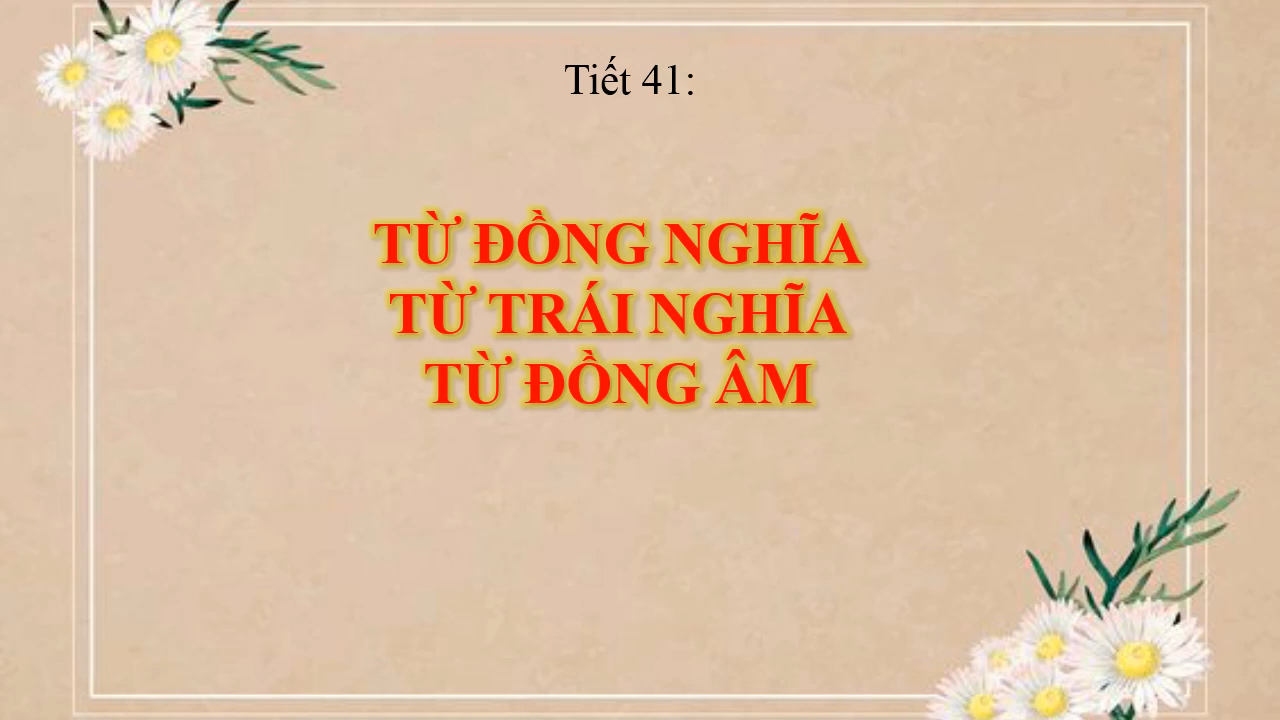 Tiết 41:
TỪ ĐỒNG NGHĨA
TỪ TRÁI NGHĨA
TỪ ĐỒNG ÂM